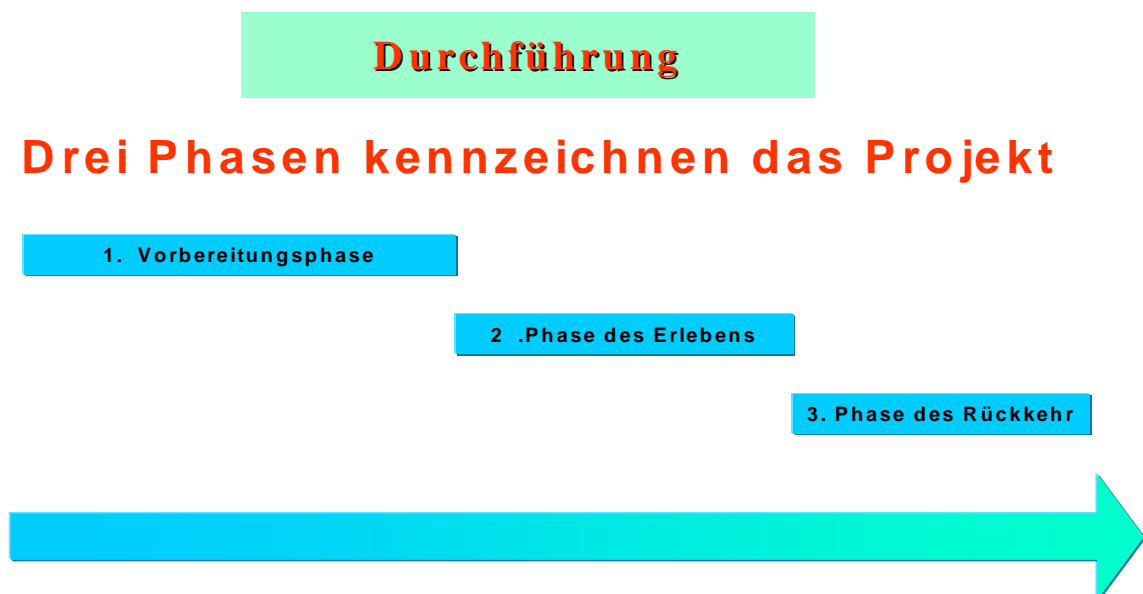 Durchführung
Drei Phasen kennzeichnen das Projekt
1. Vorbereitungsphase
2 .Phase des Erlebens
3. Phase des Rückkehr